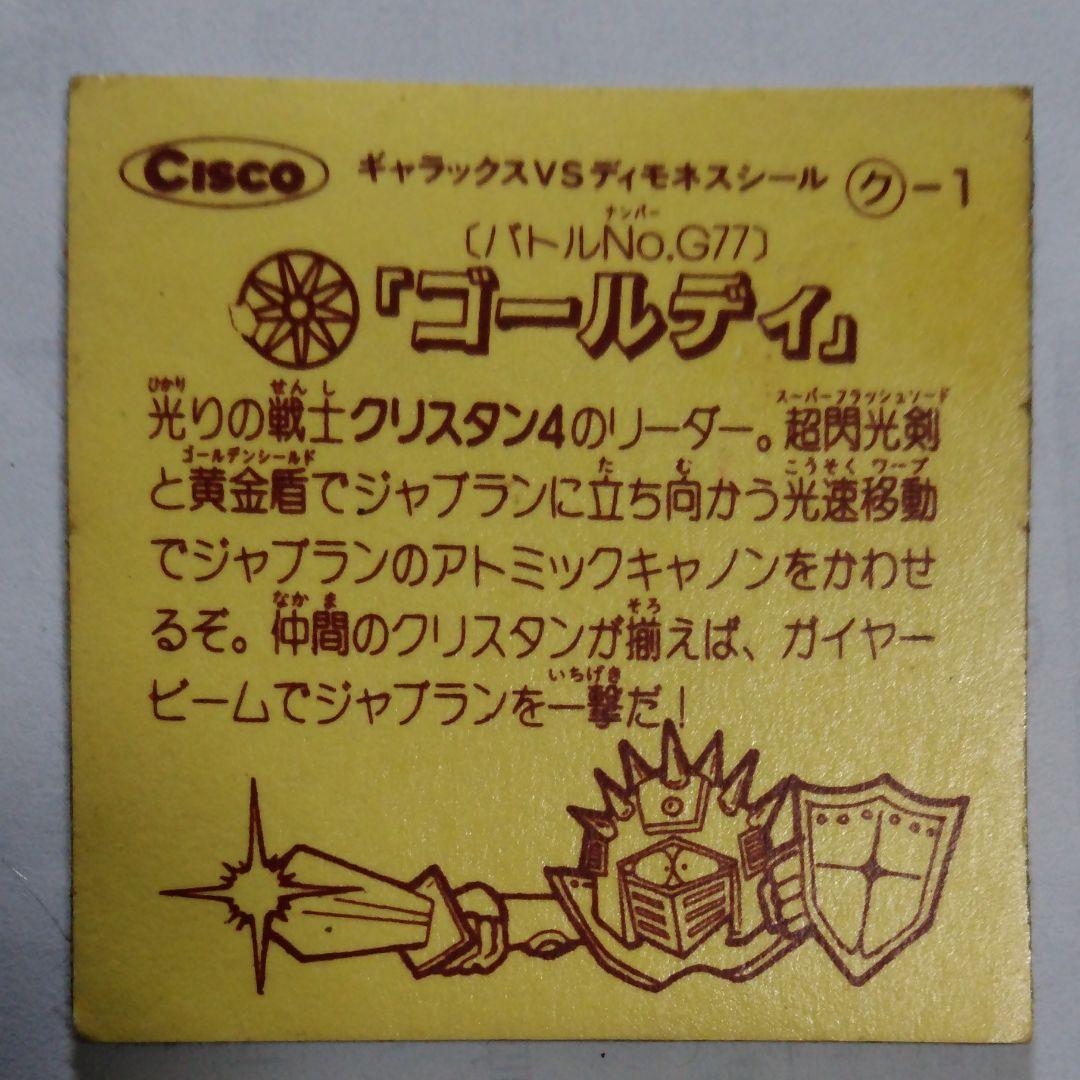 CISCO ギャラックスVSディモネスシール ク-1
ナンバー
〔バトルNo.G77〕
『ゴールディ』
ひかり せんし スーパーフラッシュソード
光りの戦士クリスタン4のリーダー。超閃光剣
ゴールデンシールド た む こうそく ワープ
と黄金盾でジャブランに立ち向かう光速移動
でジャブランのアトミックキャノンをかわせ
なかま そろ
るぞ。仲間のクリスタンが揃えば、ガイヤー
いちげき
ビームでジャブランを一撃だ!